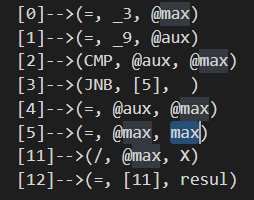 [0]-->(=, _3, @max)
[1]-->(=, _9, @aux)
[2]-->(CMP, @aux, @max)
[3]-->(JNB, [5],  )
[4]-->(=, @aux, @max)
[5]-->(=, @max, max)
[11]-->(/, @max, X)
[12]-->(=, [11], resul)